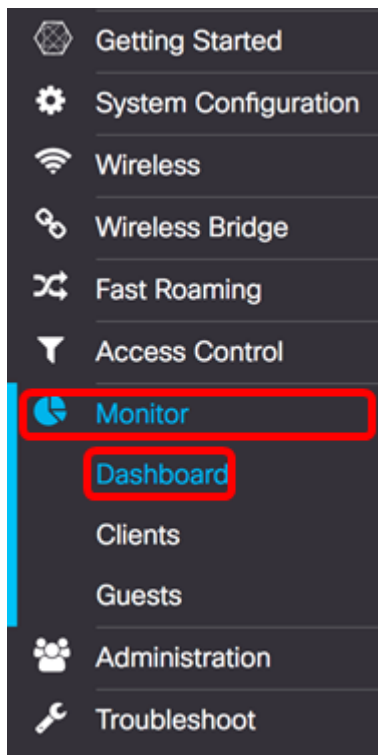 Getting Started
System Configuration
Wireless
Wireless Bridge
Fast Roaming
Access Control
Monitor
Dashboard
Clients
Guests
Administration
Troubleshoot